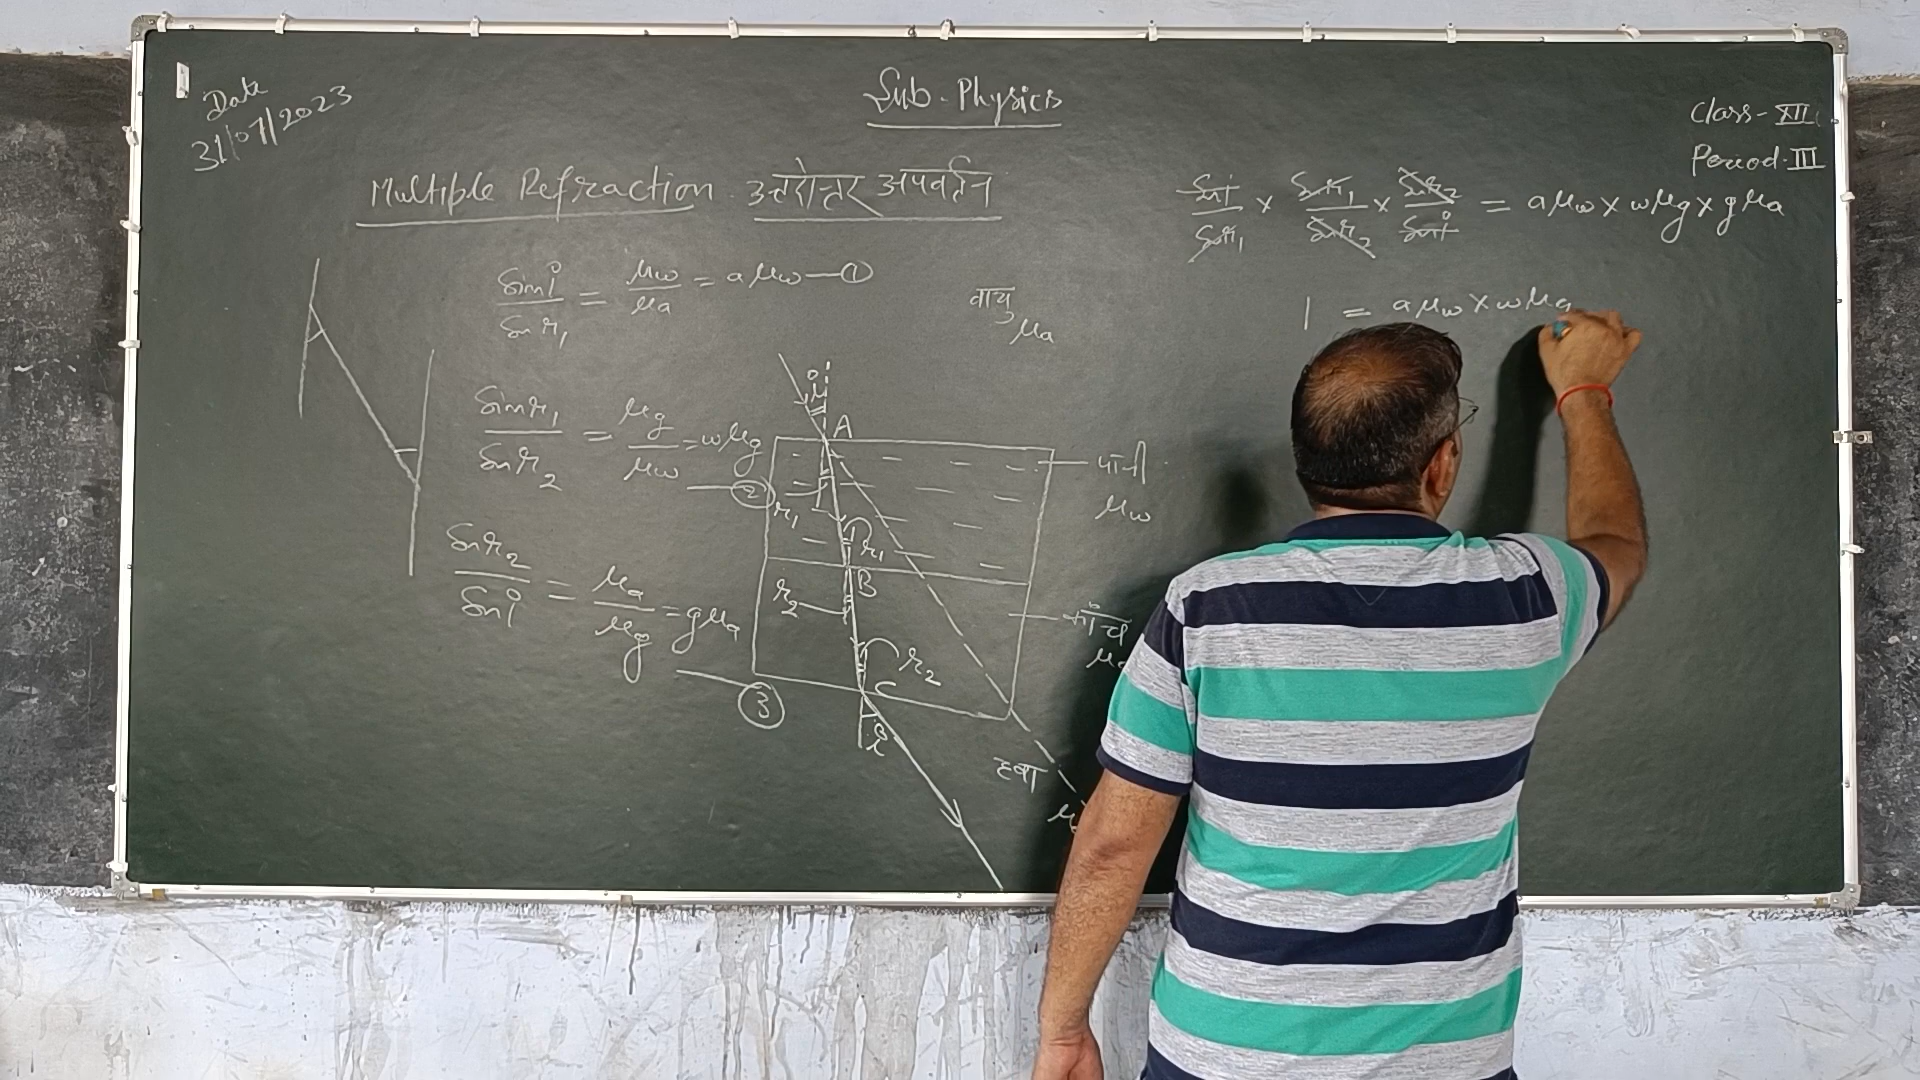 Date
31/07/2023
Sub - Physics
Class - XII
Period - III
Multiple Refraction उत्तरोत्तर अपवर्तन
sin i / sin r₁ = μw / μa = aμw — ①
sin r₁ / sin r₂ = μg / μw = wμg — ②
sin r₂ / sin i = μa / μg = gμa — ③
वायु
μa
i
A
पानी
μw
r₁
r₁
B
r₂
काँच
r₂
C
i
हवा
sin i / sin r₁ × sin r₁ / sin r₂ × sin r₂ / sin i = aμw × wμg × gμa
1 = aμw × wμg